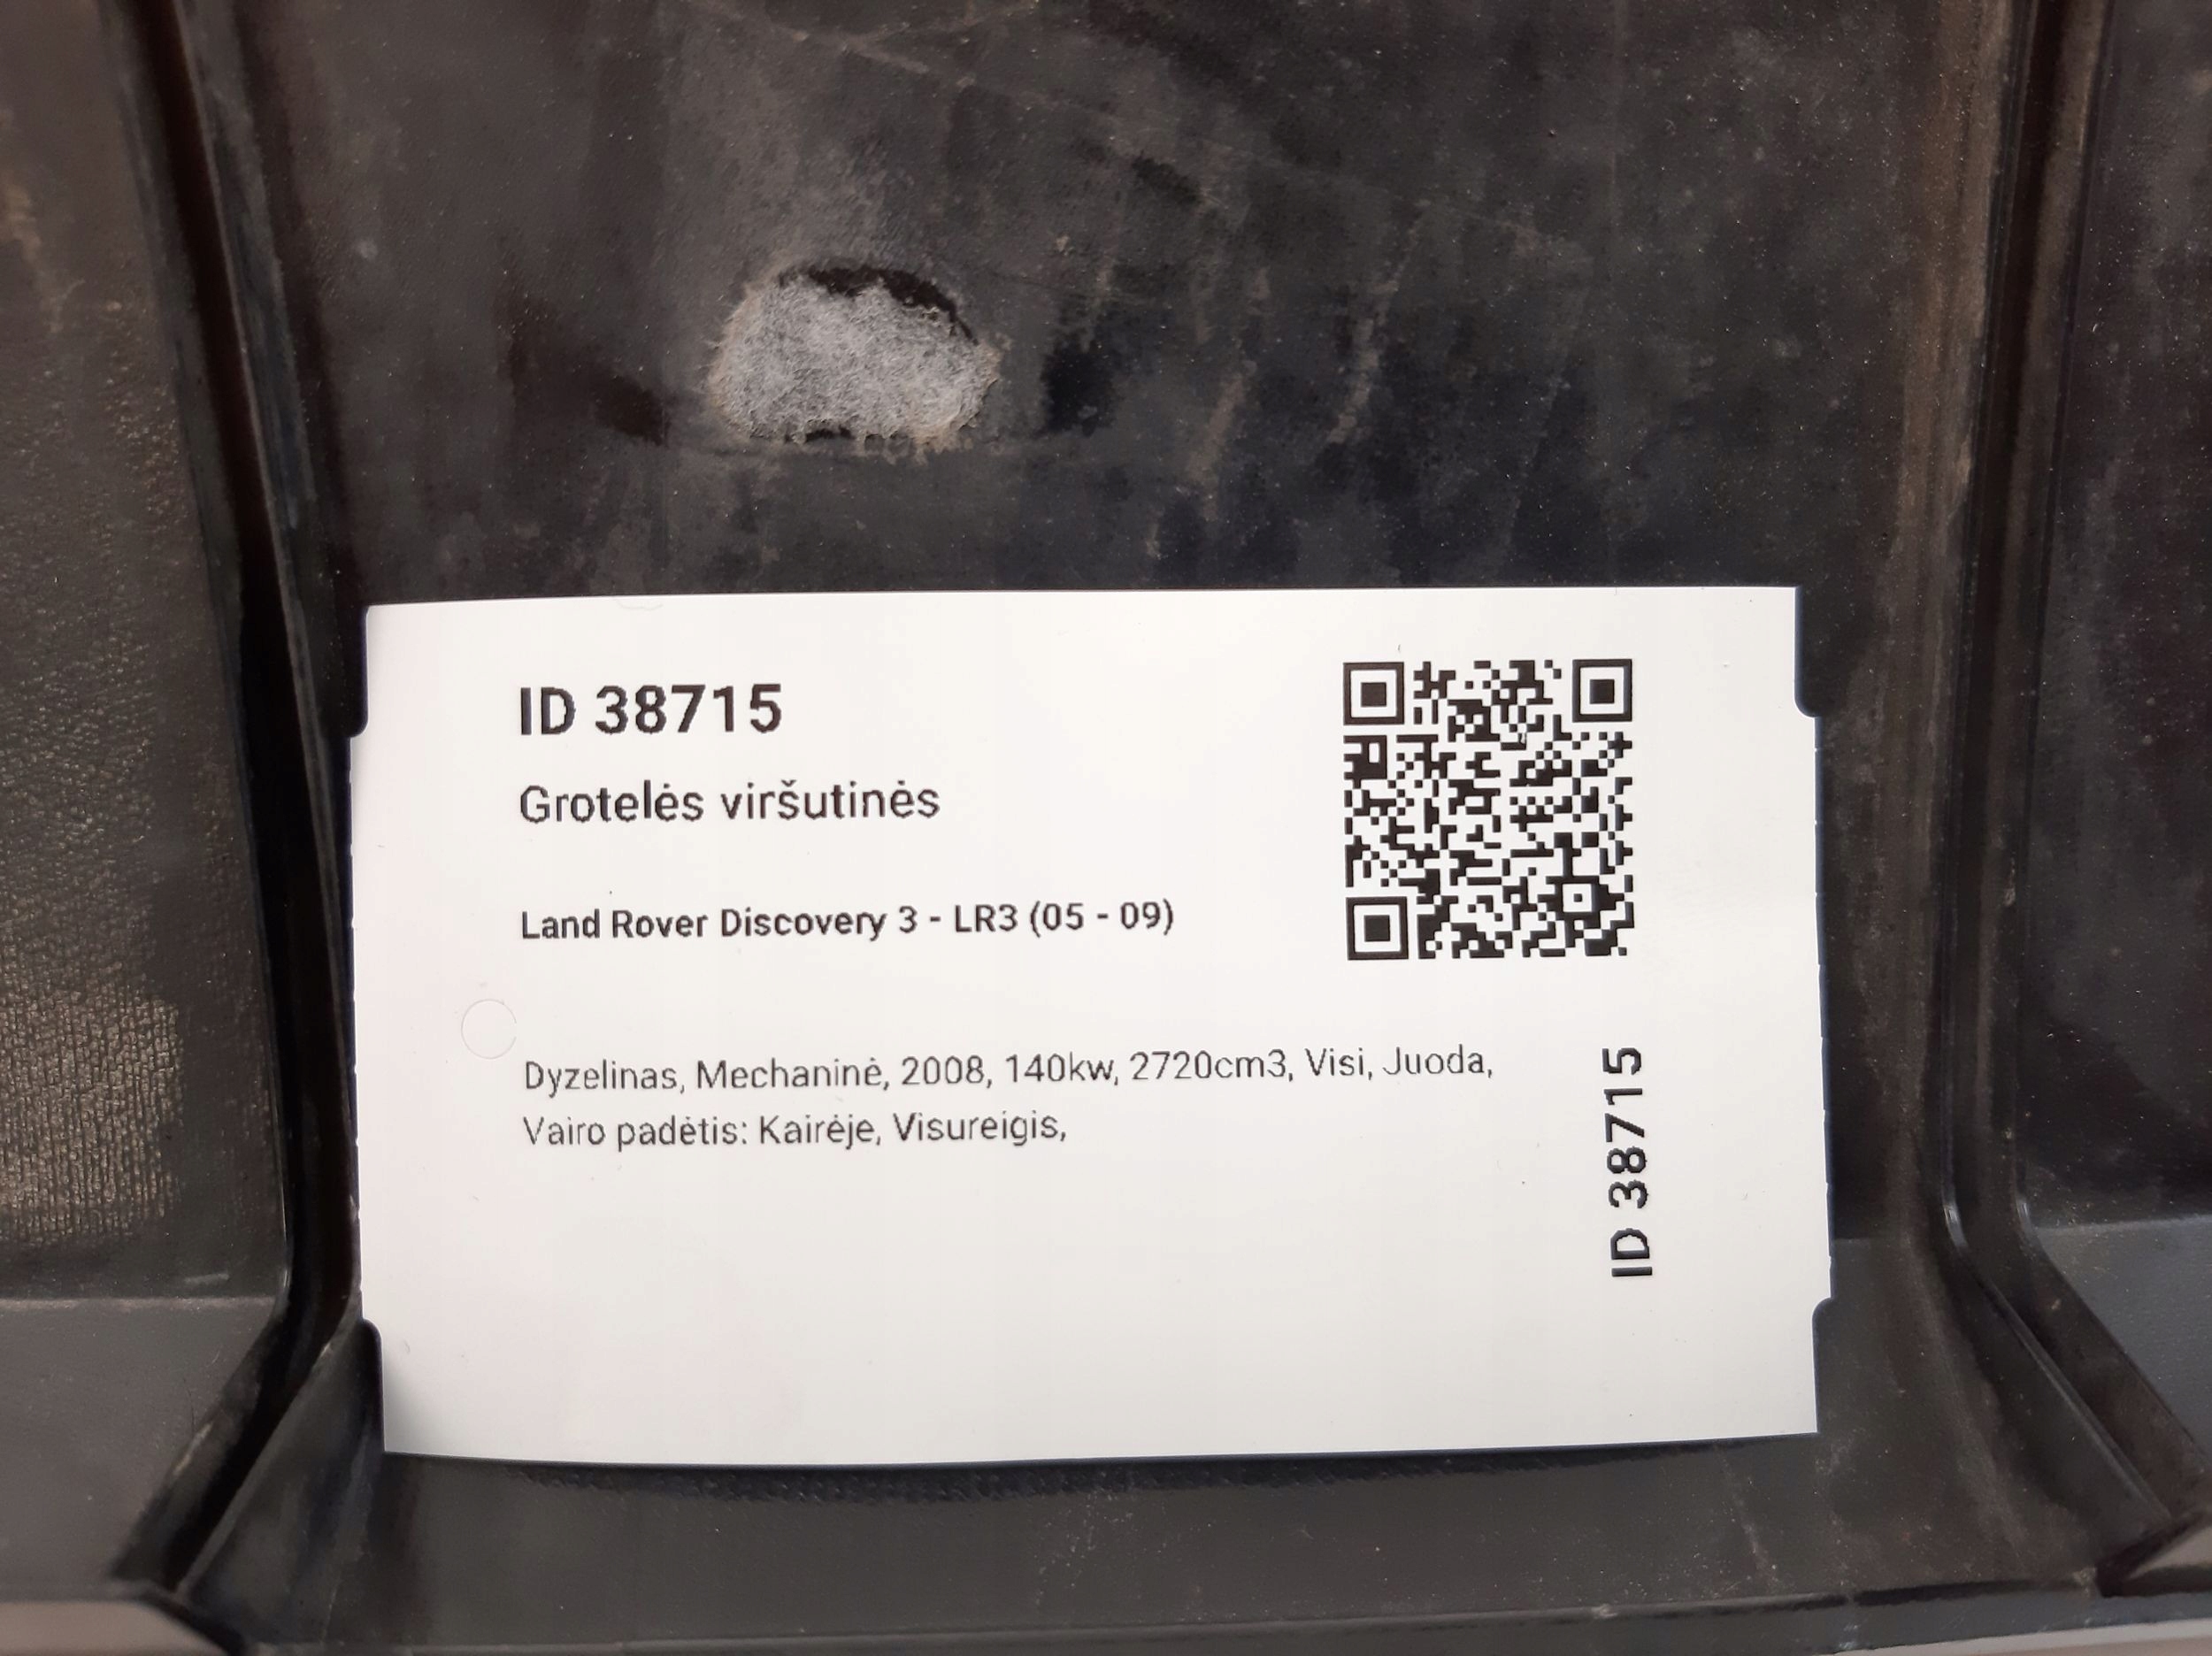 ID 38715
Grotelės viršutinės
Land Rover Discovery 3 - LR3 (05 - 09)
Dyzelinas, Mechaninė, 2008, 140kw, 2720cm3, Visi, Juoda,
Vairo padėtis: Kairėje, Visureigis,
ID 38715